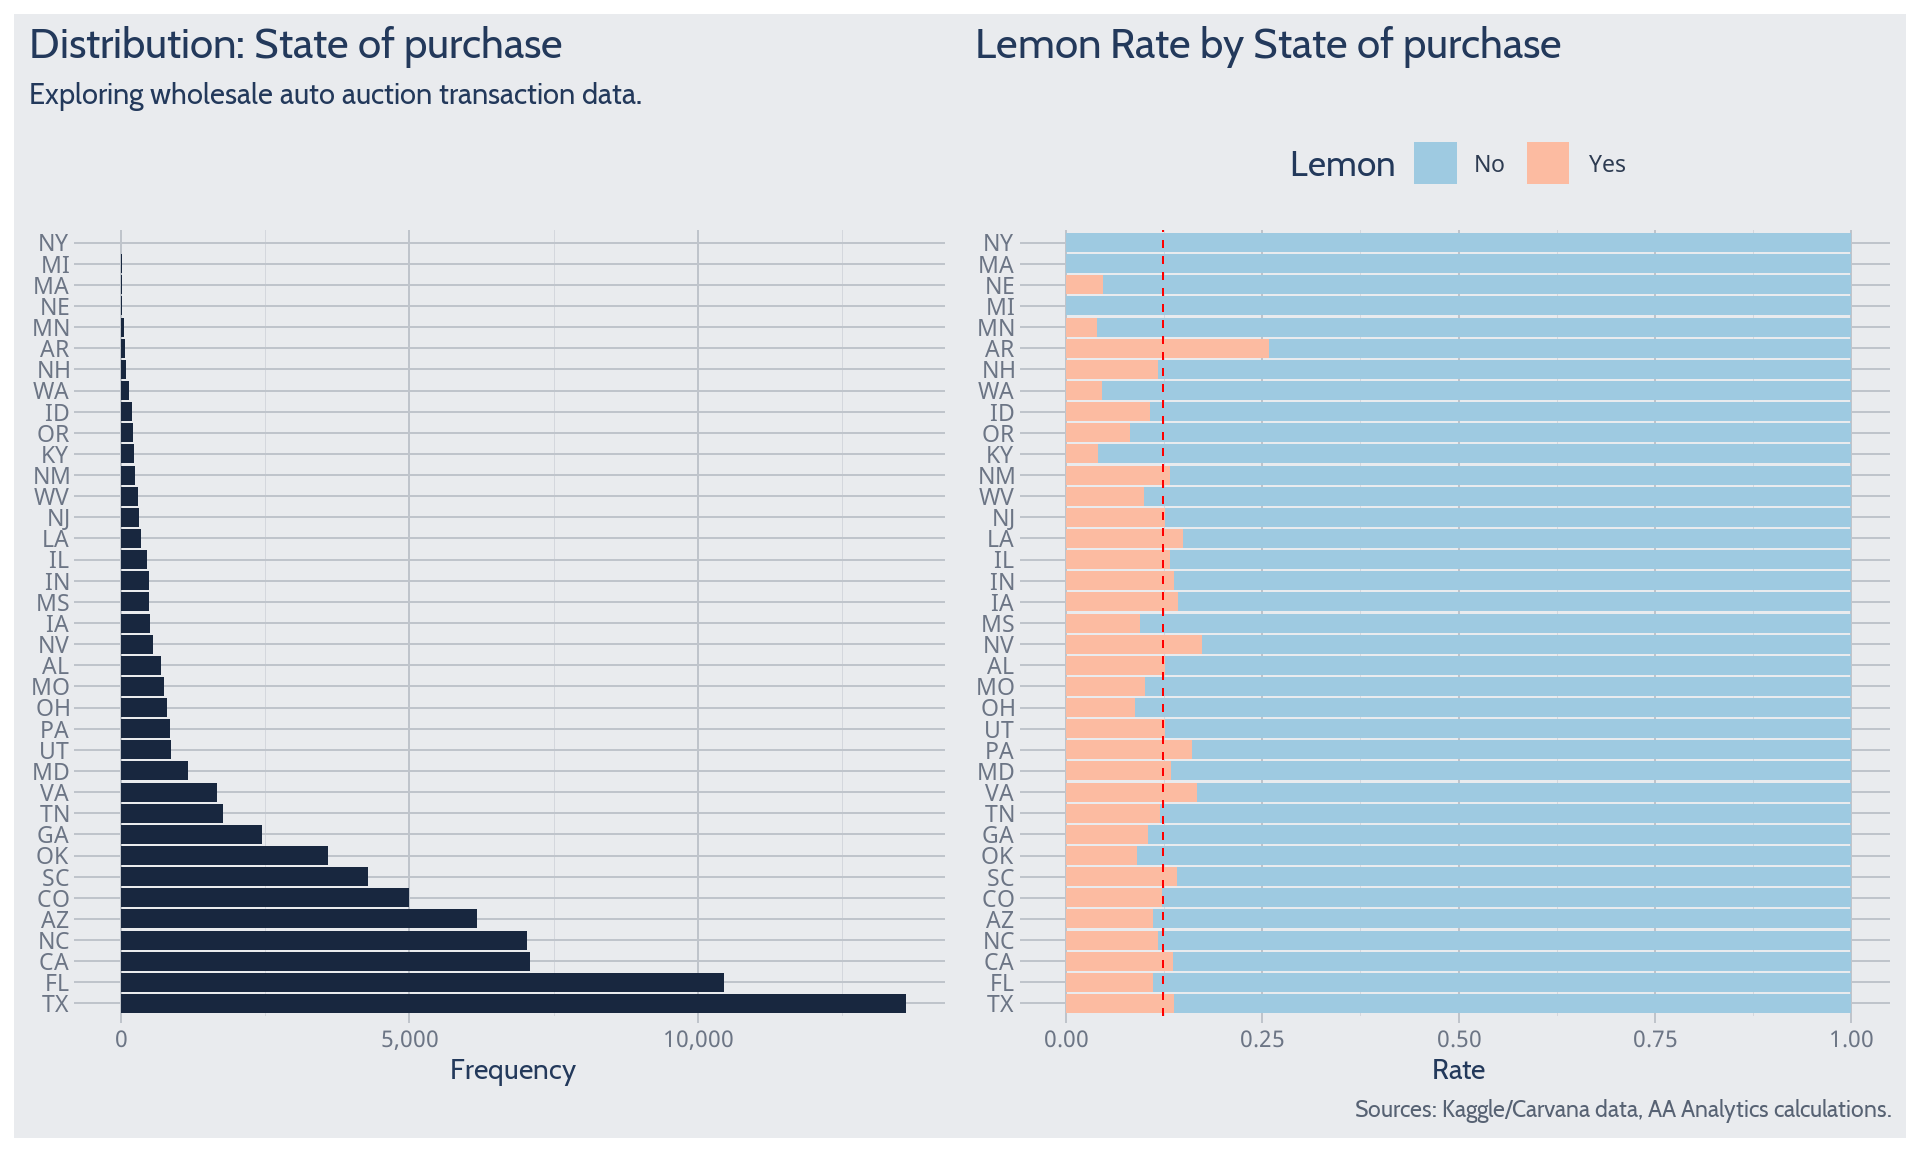 Distribution: State of purchase
Exploring wholesale auto auction transaction data.
NY
MI
MA
NE
MN
AR
NH
WA
ID
OR
KY
NM
WV
NJ
LA
IL
IN
MS
IA
NV
AL
MO
OH
PA
UT
MD
VA
TN
GA
OK
SC
CO
AZ
NC
CA
FL
TX
0 5,000 10,000
Frequency
Lemon Rate by State of purchase
Lemon No Yes
NY
MA
NE
MI
MN
AR
NH
WA
ID
OR
KY
NM
WV
NJ
LA
IL
IN
IA
MS
NV
AL
MO
OH
UT
PA
MD
VA
TN
GA
OK
SC
CO
AZ
NC
CA
FL
TX
0.00 0.25 0.50 0.75 1.00
Rate
Sources: Kaggle/Carvana data, AA Analytics calculations.